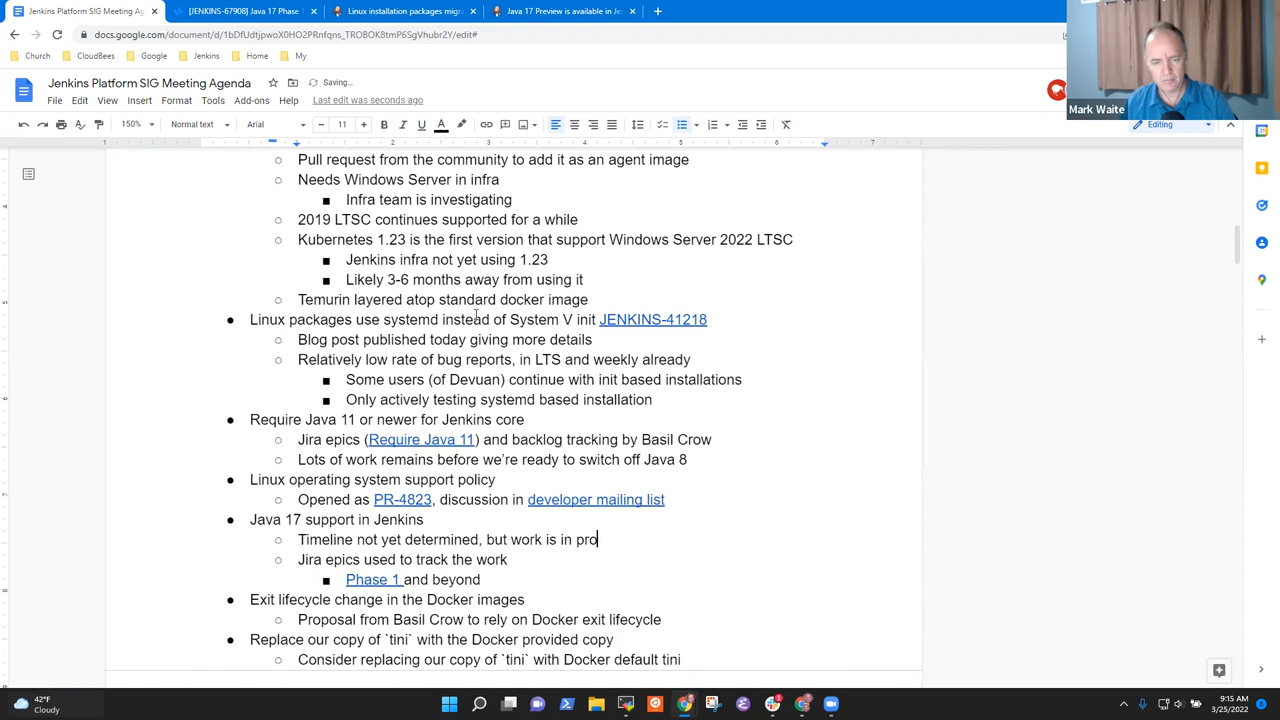 Jenkins Platform SIG Meeting Ag
[JENKINS-67908] Java 17 Phase
Linux installation packages migra
Java 17 Preview is available in Je
docs.google.com/document/d/1bDfUdtjpwoX0HO2PRnfqns_TROBOK8tmP6SgVhubr2Y/edit#
Church CloudBees Google Jenkins Home My
Jenkins Platform SIG Meeting Agenda
Saving...
File Edit View Insert Format Tools Add-ons Help Last edit was seconds ago
Mark Waite
150% Normal text Arial 11 Editing
1 2 3 4 5 6 7
Pull request from the community to add it as an agent image
Needs Windows Server in infra
Infra team is investigating
2019 LTSC continues supported for a while
Kubernetes 1.23 is the first version that support Windows Server 2022 LTSC
Jenkins infra not yet using 1.23
Likely 3-6 months away from using it
Temurin layered atop standard docker image
Linux packages use systemd instead of System V init JENKINS-41218
Blog post published today giving more details
Relatively low rate of bug reports, in LTS and weekly already
Some users (of Devuan) continue with init based installations
Only actively testing systemd based installation
Require Java 11 or newer for Jenkins core
Jira epics (Require Java 11) and backlog tracking by Basil Crow
Lots of work remains before we're ready to switch off Java 8
Linux operating system support policy
Opened as PR-4823, discussion in developer mailing list
Java 17 support in Jenkins
Timeline not yet determined, but work is in pro
Jira epics used to track the work
Phase 1 and beyond
Exit lifecycle change in the Docker images
Proposal from Basil Crow to rely on Docker exit lifecycle
Replace our copy of `tini` with the Docker provided copy
Consider replacing our copy of `tini` with Docker default tini
42°F
Cloudy
9:15 AM
3/25/2022